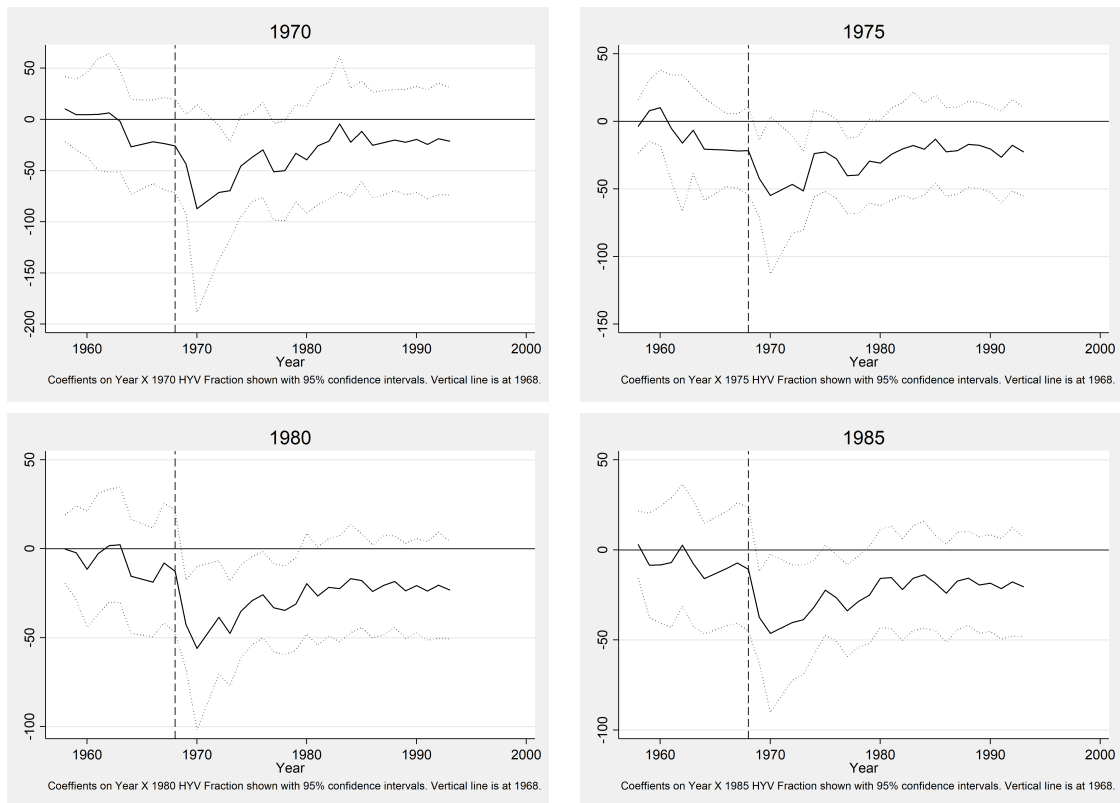 1970
50
0
-50
-100
-150
-200
1960 1970 1980 1990 2000
Year
Coeffients on Year X 1970 HYV Fraction shown with 95% confidence intervals. Vertical line is at 1968.
1975
50
0
-50
-100
-150
1960 1970 1980 1990 2000
Year
Coeffients on Year X 1975 HYV Fraction shown with 95% confidence intervals. Vertical line is at 1968.
1980
50
0
-50
-100
1960 1970 1980 1990 2000
Year
Coeffients on Year X 1980 HYV Fraction shown with 95% confidence intervals. Vertical line is at 1968.
1985
50
0
-50
-100
1960 1970 1980 1990 2000
Year
Coeffients on Year X 1985 HYV Fraction shown with 95% confidence intervals. Vertical line is at 1968.